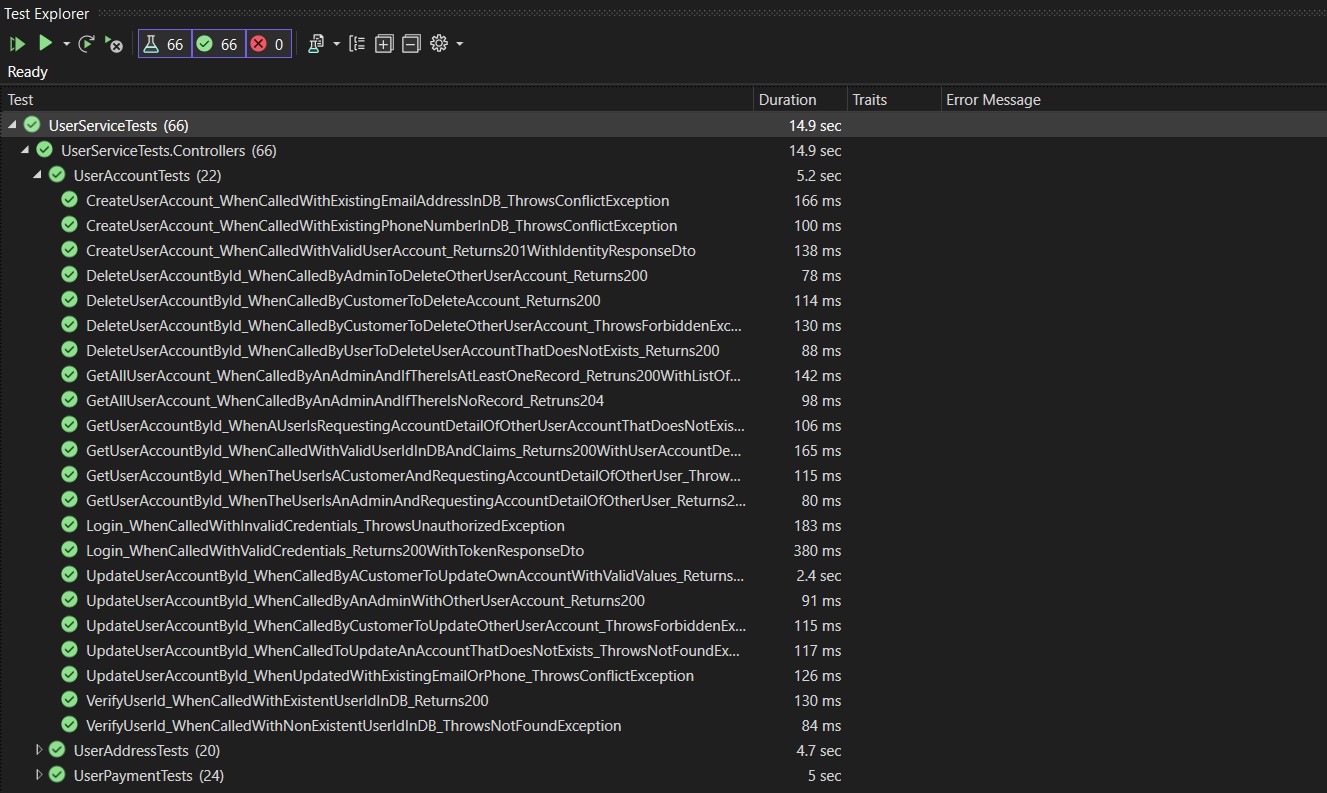 Test Explorer
66 66 0
Ready
Test Duration Traits Error Message
UserServiceTests (66) 14.9 sec
UserServiceTests.Controllers (66) 14.9 sec
UserAccountTests (22) 5.2 sec
CreateUserAccount_WhenCalledWithExistingEmailAddressInDB_ThrowsConflictException 166 ms
CreateUserAccount_WhenCalledWithExistingPhoneNumberInDB_ThrowsConflictException 100 ms
CreateUserAccount_WhenCalledWithValidUserAccount_Returns201WithIdentityResponseDto 138 ms
DeleteUserAccountById_WhenCalledByAdminToDeleteOtherUserAccount_Returns200 78 ms
DeleteUserAccountById_WhenCalledByCustomerToDeleteAccount_Returns200 114 ms
DeleteUserAccountById_WhenCalledByCustomerToDeleteOtherUserAccount_ThrowsForbiddenExc... 130 ms
DeleteUserAccountById_WhenCalledByUserToDeleteUserAccountThatDoesNotExists_Returns200 88 ms
GetAllUserAccount_WhenCalledByAnAdminAndIfThereIsAtLeastOneRecord_Retruns200WithListOf... 142 ms
GetAllUserAccount_WhenCalledByAnAdminAndIfThereIsNoRecord_Retruns204 98 ms
GetUserAccountById_WhenAUserIsRequestingAccountDetailOfOtherUserAccountThatDoesNotExis... 106 ms
GetUserAccountById_WhenCalledWithValidUserIdInDBAndClaims_Returns200WithUserAccountDe... 165 ms
GetUserAccountById_WhenTheUserIsACustomerAndRequestingAccountDetailOfOtherUser_Throw... 115 ms
GetUserAccountById_WhenTheUserIsAnAdminAndRequestingAccountDetailOfOtherUser_Returns2... 80 ms
Login_WhenCalledWithInvalidCredentials_ThrowsUnauthorizedException 183 ms
Login_WhenCalledWithValidCredentials_Returns200WithTokenResponseDto 380 ms
UpdateUserAccountById_WhenCalledByACustomerToUpdateOwnAccountWithValidValues_Returns... 2.4 sec
UpdateUserAccountById_WhenCalledByAnAdminWithOtherUserAccount_Returns200 91 ms
UpdateUserAccountById_WhenCalledByCustomerToUpdateOtherUserAccount_ThrowsForbiddenEx... 115 ms
UpdateUserAccountById_WhenCalledToUpdateAnAccountThatDoesNotExists_ThrowsNotFoundEx... 117 ms
UpdateUserAccountById_WhenUpdatedWithExistingEmailOrPhone_ThrowsConflictException 126 ms
VerifyUserId_WhenCalledWithExistentUserIdInDB_Returns200 130 ms
VerifyUserId_WhenCalledWithNonExistentUserIdInDB_ThrowsNotFoundException 84 ms
UserAddressTests (20) 4.7 sec
UserPaymentTests (24) 5 sec